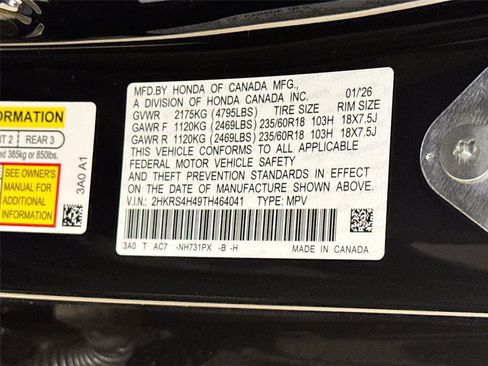 ORMATION
NT 2 | REAR 3
ed 385kg or 850lbs.
SEE OWNER'S
MANUAL FOR
ADDITIONAL
INFORMATION
3A0 A1
MFD.BY HONDA OF CANADA MFG.,
A DIVISION OF HONDA CANADA INC. 01/26
GVWR 2175KG (4795LBS) TIRE SIZE RIM SIZE
GAWR F 1120KG (2469LBS) 235/60R18 103H 18X7.5J
GAWR R 1120KG (2469LBS) 235/60R18 103H 18X7.5J
THIS VEHICLE CONFORMS TO ALL APPLICABLE
FEDERAL MOTOR VEHICLE SAFETY
AND THEFT PREVENTION STANDARDS IN EFFECT
ON THE DATE OF MANUFACTURE SHOWN ABOVE.
V.I.N.: 2HKRS4H49TH464041 TYPE: MPV
3A0 T AC7 -NH731PX -B -H MADE IN CANADA